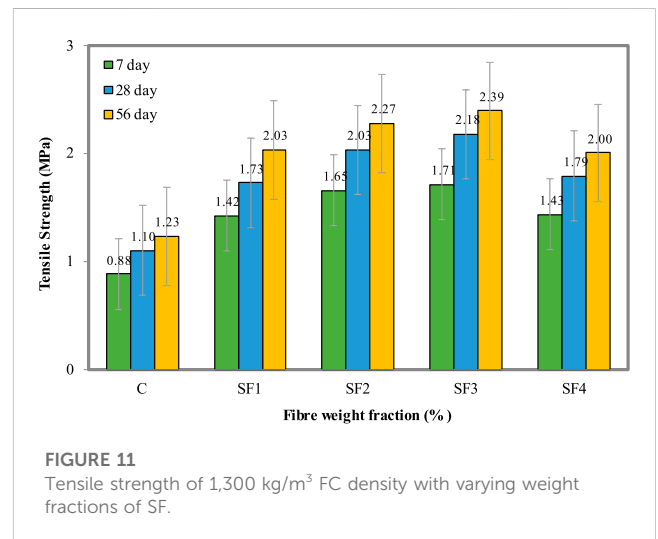 3
7 day
28 day
56 day
2
1
0
Tensile Strength (MPa)
0.88
1.10
1.23
1.42
1.73
2.03
1.65
2.03
2.27
1.71
2.18
2.39
1.43
1.79
2.00
C SF1 SF2 SF3 SF4
Fibre weight fraction (%)
FIGURE 11
Tensile strength of 1,300 kg/m³ FC density with varying weight
fractions of SF.